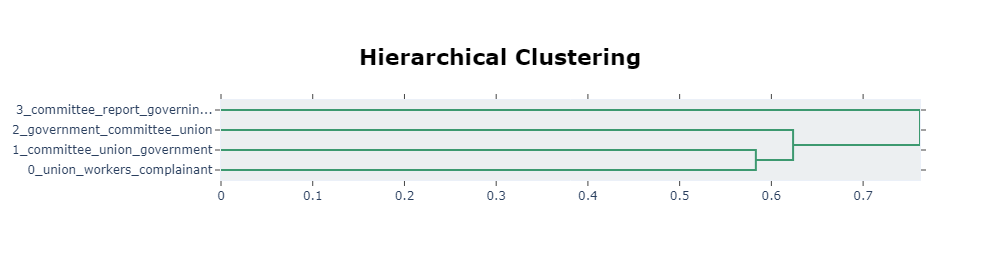 Hierarchical Clustering
3_committee_report_governin...
2_government_committee_union
1_committee_union_government
0_union_workers_complainant
0 0.1 0.2 0.3 0.4 0.5 0.6 0.7